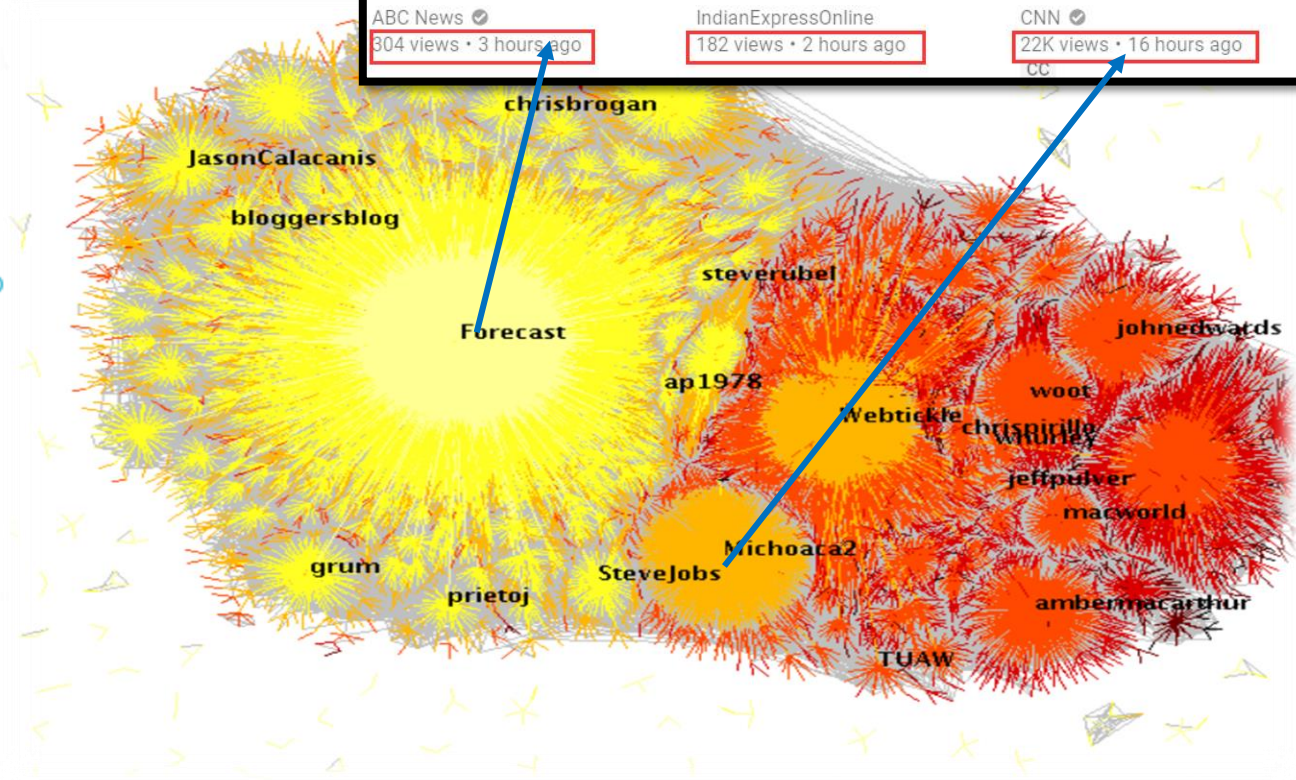 ABC News
IndianExpressOnline
CNN
304 views • 3 hours ago
182 views • 2 hours ago
22K views • 16 hours ago
CC
chrisbrogan
JasonCalacanis
bloggersblog
steverubel
Forecast
johnedwards
ap1978
woot
Webtickle
chrispirillo
whurley
jeffpulver
macworld
Michoaca2
grum
SteveJobs
prietoj
ambermacarthur
TUAW